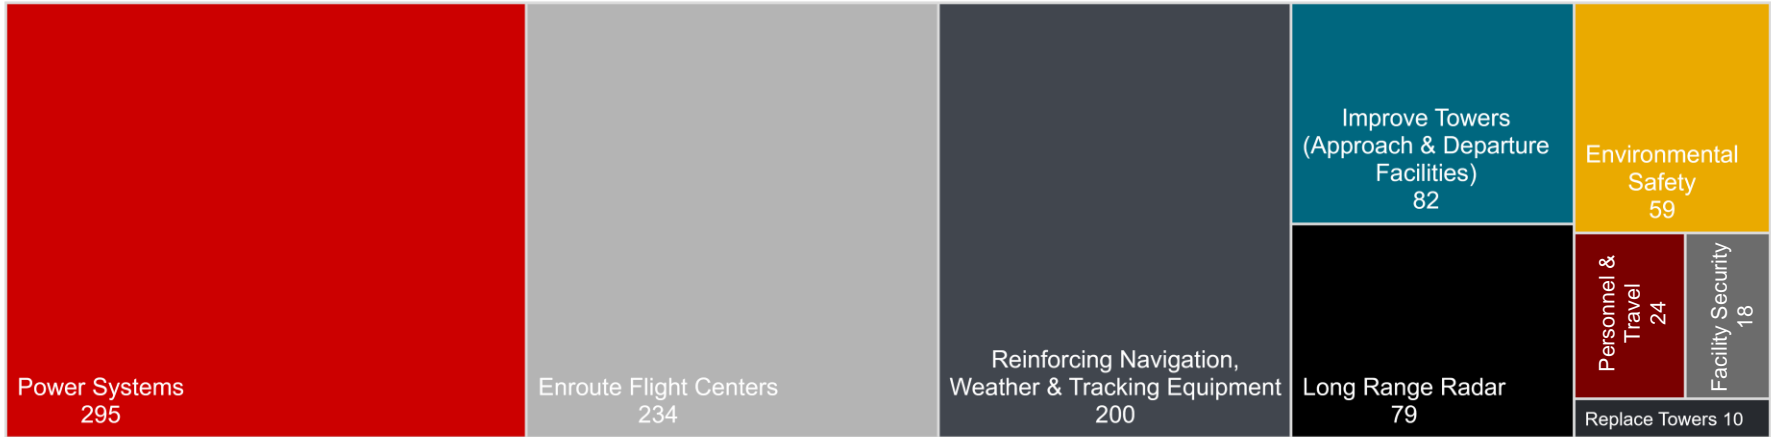 Power Systems
295
Enroute Flight Centers
234
Reinforcing Navigation,
Weather & Tracking Equipment
200
Improve Towers
(Approach & Departure
Facilities)
82
Long Range Radar
79
Environmental
Safety
59
Personnel &
Travel
24
Facility Security
18
Replace Towers 10